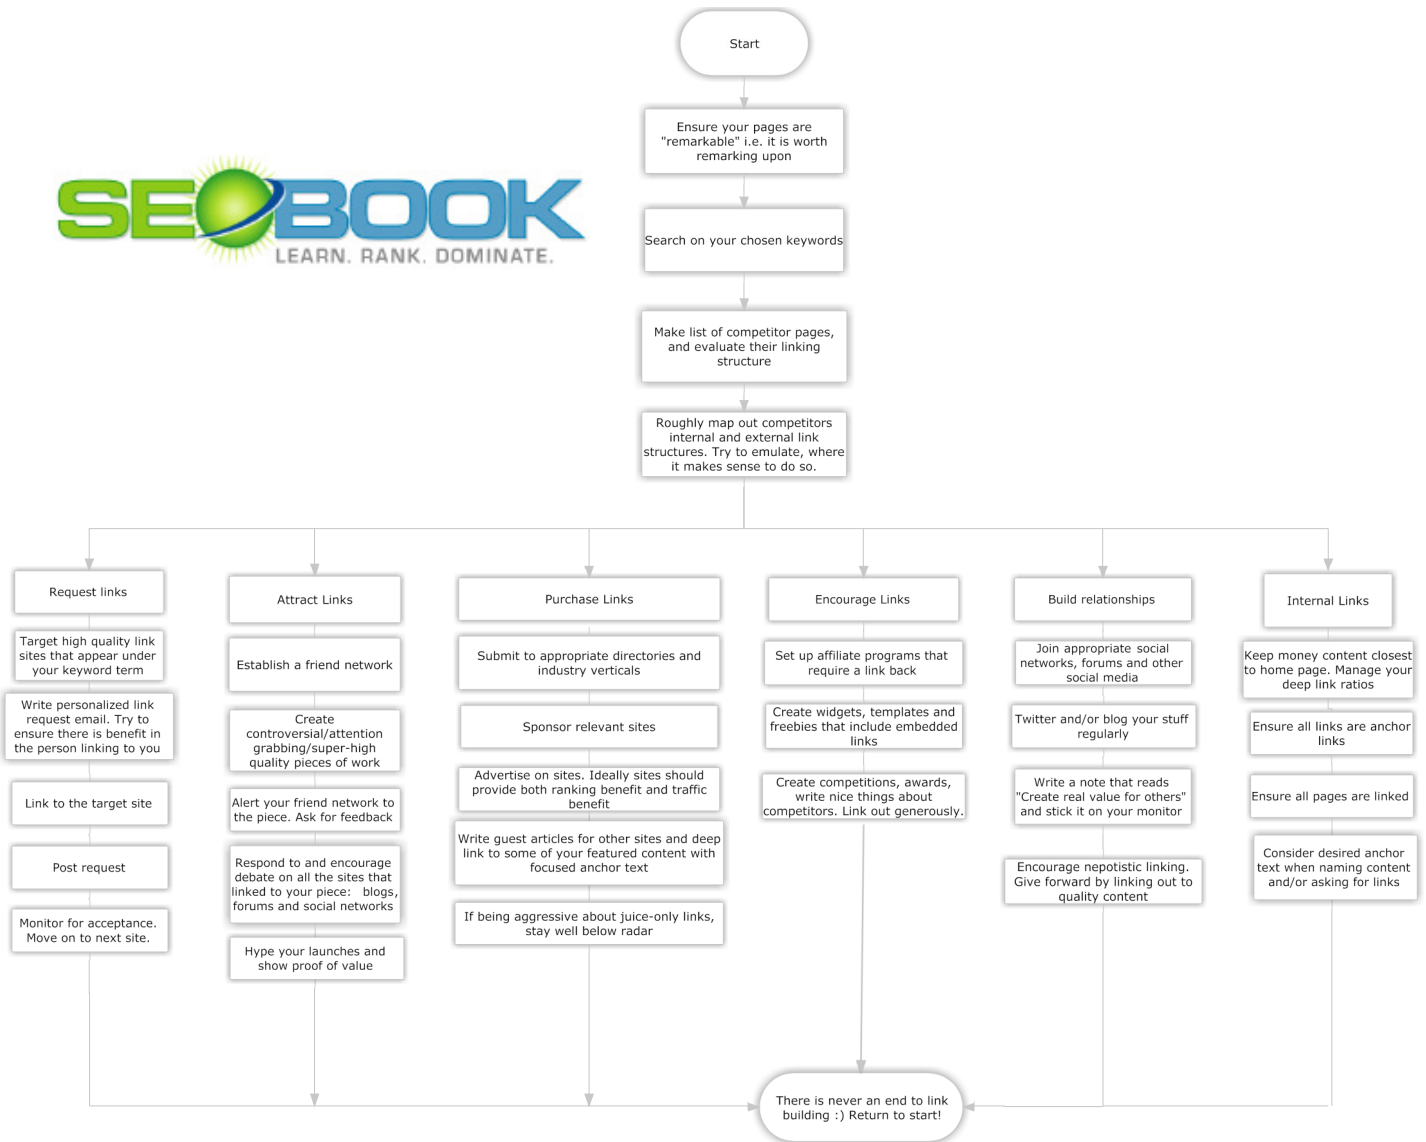 Start
Ensure your pages are
"remarkable" i.e. it is worth
remarking upon
SEOBOOK
LEARN. RANK. DOMINATE.
Search on your chosen keywords
Make list of competitor pages,
and evaluate their linking
structure
Roughly map out competitors
internal and external link
structures. Try to emulate, where
it makes sense to do so.
Request links
Target high quality link
sites that appear under
your keyword term
Write personalized link
request email. Try to
ensure there is benefit in
the person linking to you
Link to the target site
Post request
Monitor for acceptance.
Move on to next site.
Attract Links
Establish a friend network
Create
controversial/attention
grabbing/super-high
quality pieces of work
Alert your friend network to
the piece. Ask for feedback
Respond to and encourage
debate on all the sites that
linked to your piece:   blogs,
forums and social networks
Hype your launches and
show proof of value
Purchase Links
Submit to appropriate directories and
industry verticals
Sponsor relevant sites
Advertise on sites. Ideally sites should
provide both ranking benefit and traffic
benefit
Write guest articles for other sites and deep
link to some of your featured content with
focused anchor text
If being aggressive about juice-only links,
stay well below radar
Encourage Links
Set up affiliate programs that
require a link back
Create widgets, templates and
freebies that include embedded
links
Create competitions, awards,
write nice things about
competitors. Link out generously.
Build relationships
Join appropriate social
networks, forums and other
social media
Twitter and/or blog your stuff
regularly
Write a note that reads
"Create real value for others"
and stick it on your monitor
Encourage nepotistic linking.
Give forward by linking out to
quality content
Internal Links
Keep money content closest
to home page. Manage your
deep link ratios
Ensure all links are anchor
links
Ensure all pages are linked
Consider desired anchor
text when naming content
and/or asking for links
There is never an end to link
building :) Return to start!